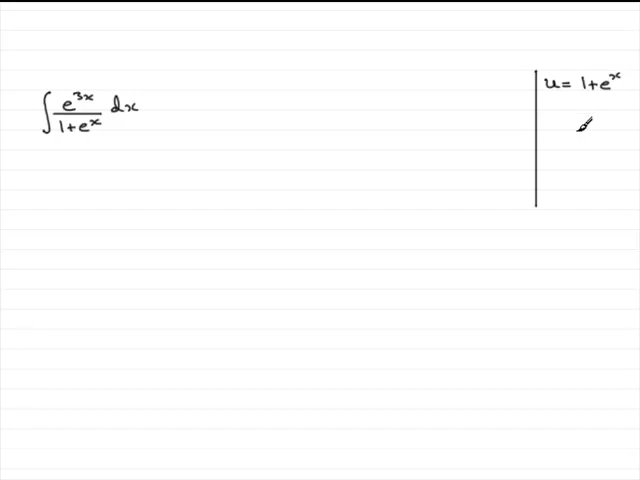 ∫ e^{3x}/(1+e^x) dx
u = 1+e^x